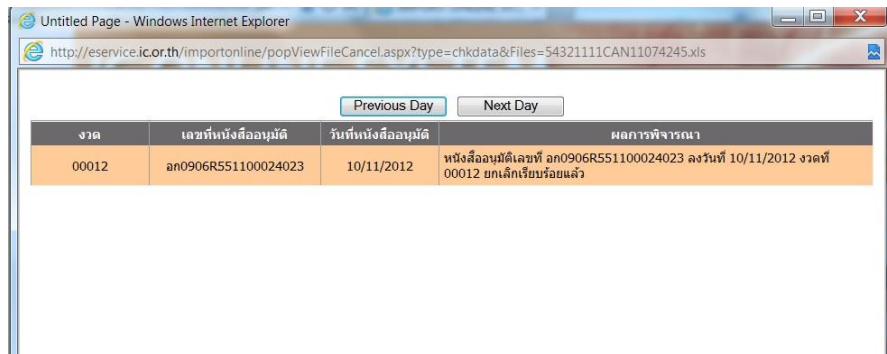 Untitled Page - Windows Internet Explorer
http://eservice.ic.or.th/importonline/popViewFileCancel.aspx?type=chkdata&Files=54321111CAN11074245.xls
Previous Day Next Day
งวด เลขที่หนังสืออนุมัติ วันที่หนังสืออนุมัติ ผลการพิจารณา
00012 อก0906R551100024023 10/11/2012 หนังสืออนุมัติเลขที่ อก0906R551100024023 ลงวันที่ 10/11/2012 งวดที่
00012 ยกเลิกเรียบร้อยแล้ว